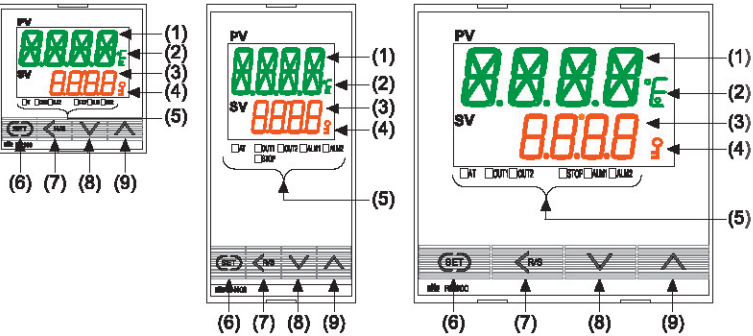 PV
(1)
(2)
SV
(3)
(4)
(5)
SET
R/S
(6)
(7)
(8)
(9)
PV
(1)
(2)
SV
(3)
(4)
AT OUT1 OUT2 ALM1 ALM2
STOP
(5)
SET
R/S
(6)
(7)
(8)
(9)
PV
(1)
(2)
SV
(3)
(4)
AT OUT1 OUT2 STOP ALM1 ALM2
(5)
SET
R/S
(6)
(7)
(8)
(9)